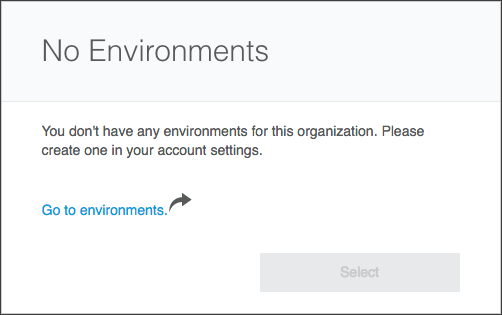 No Environments
You don't have any environments for this organization. Please
create one in your account settings.
Go to environments.
Select